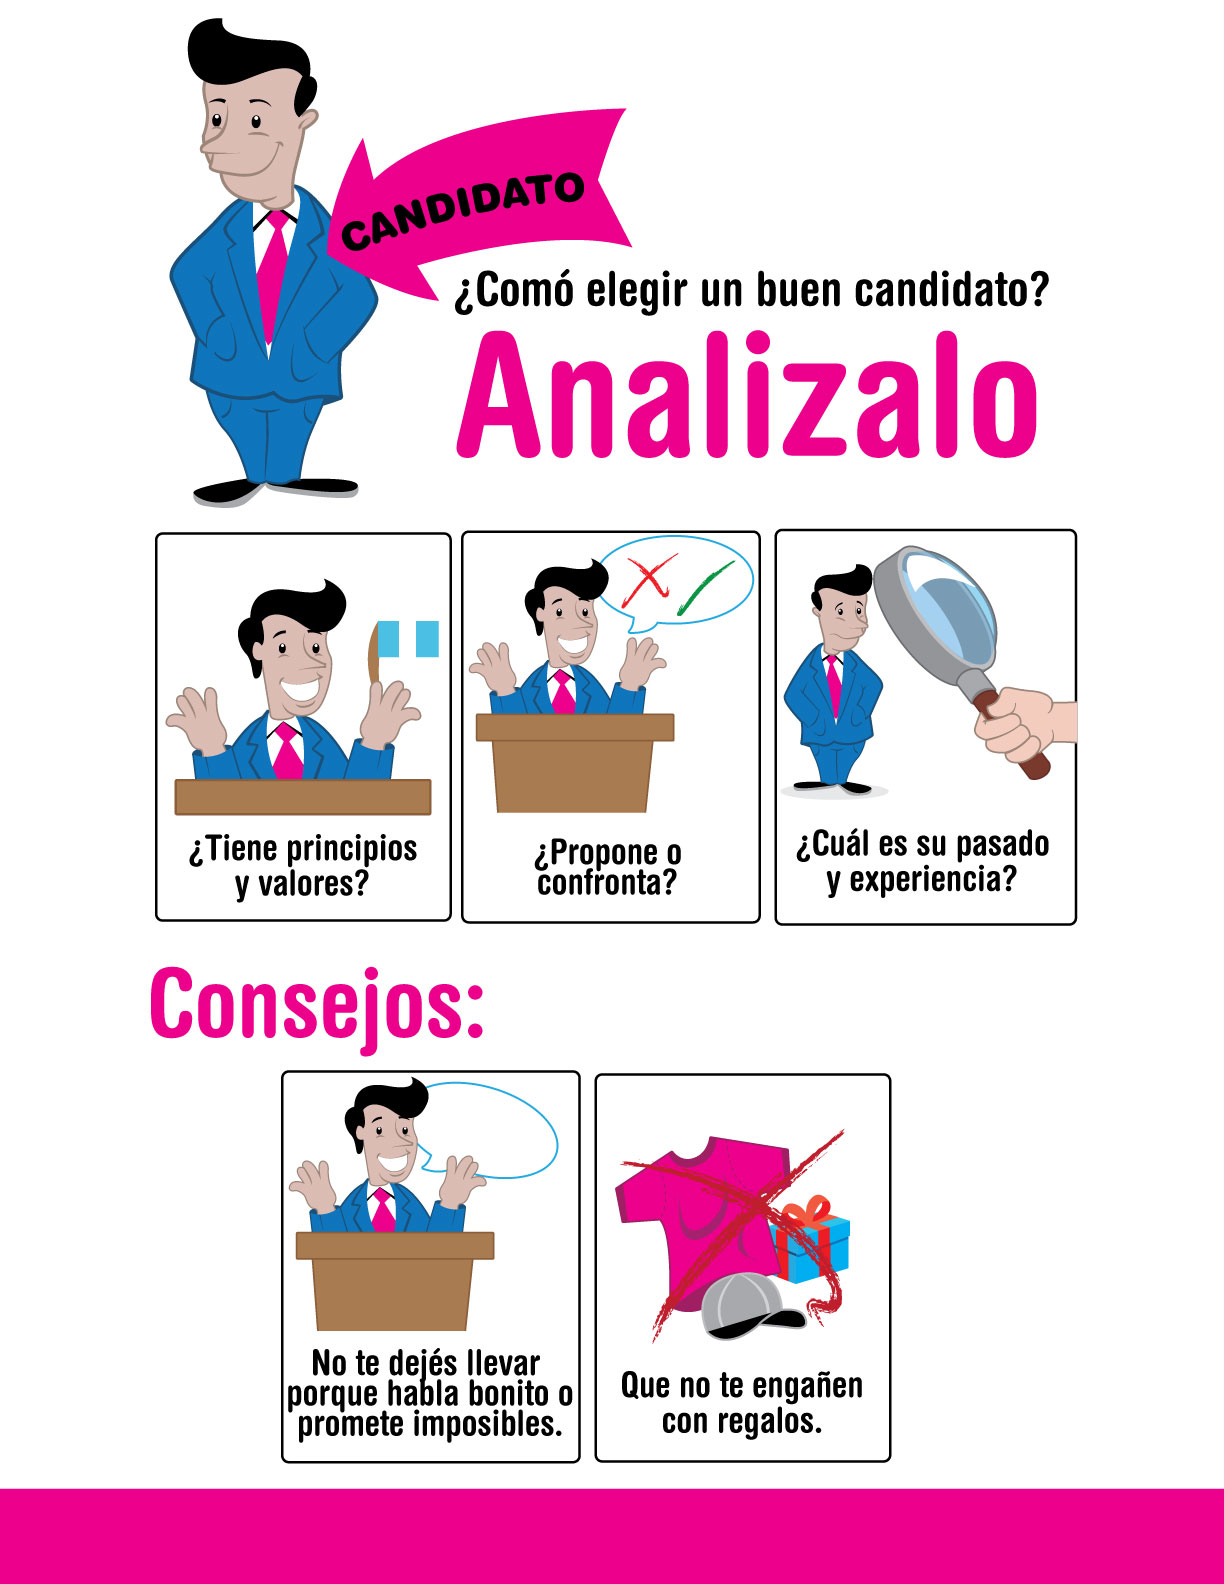 CANDIDATO
¿Comó elegir un buen candidato?
Analizalo
¿Tiene principios
y valores?
¿Propone o
confronta?
¿Cuál es su pasado
y experiencia?
Consejos:
No te dejés llevar
porque habla bonito o
promete imposibles.
Que no te engañen
con regalos.